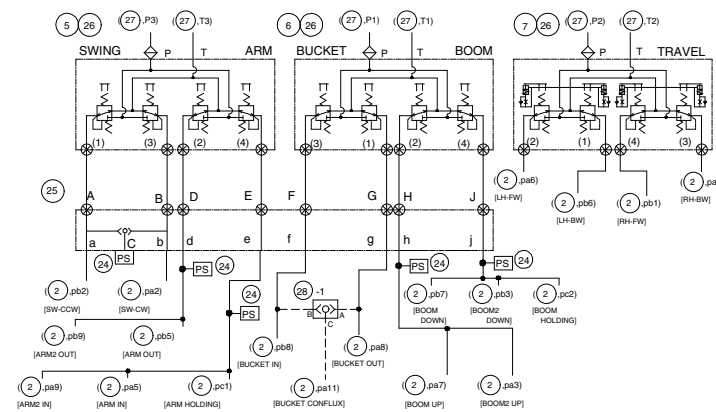 5 26 (27 ,P3) (27 ,T3) 6 26 (27 ,P1) (27 ,T1) 7 26 (27 ,P2) (27 ,T2)
SWING P T ARM BUCKET P T BOOM P T TRAVEL
(1) (3) (2) (4) (3) (1) (2) (4) (2) (1) (4) (3)
25 A B D E F G H J
(2 ,pa6) (2 ,pa
[LH-FW] (2 ,pb6) (2 ,pb1) [RH-BW]
[LH-BW] [RH-FW]
a C b d e f g h j
PS 24 PS 24 PS 24 PS 24
(2 ,pb2) (2 ,pa2) 24 28 -1 (2 ,pb7) (2 ,pb3) (2 ,pc2)
[SW-CCW] [SW-CW] PS B A C [BOOM DOWN] [BOOM2 DOWN] [BOOM HOLDING]
(2 ,pb9) (2 ,pb5) (2 ,pb8) (2 ,pa8)
[ARM2 OUT] [ARM OUT] [BUCKET IN] [BUCKET OUT]
(2 ,pa9) (2 ,pa5) (2 ,pc1) (2 ,pa11) (2 ,pa7) (2 ,pa3)
[ARM2 IN] [ARM IN] [ARM HOLDING] [BUCKET CONFLUX] [BOOM UP] [BOOM2 UP]